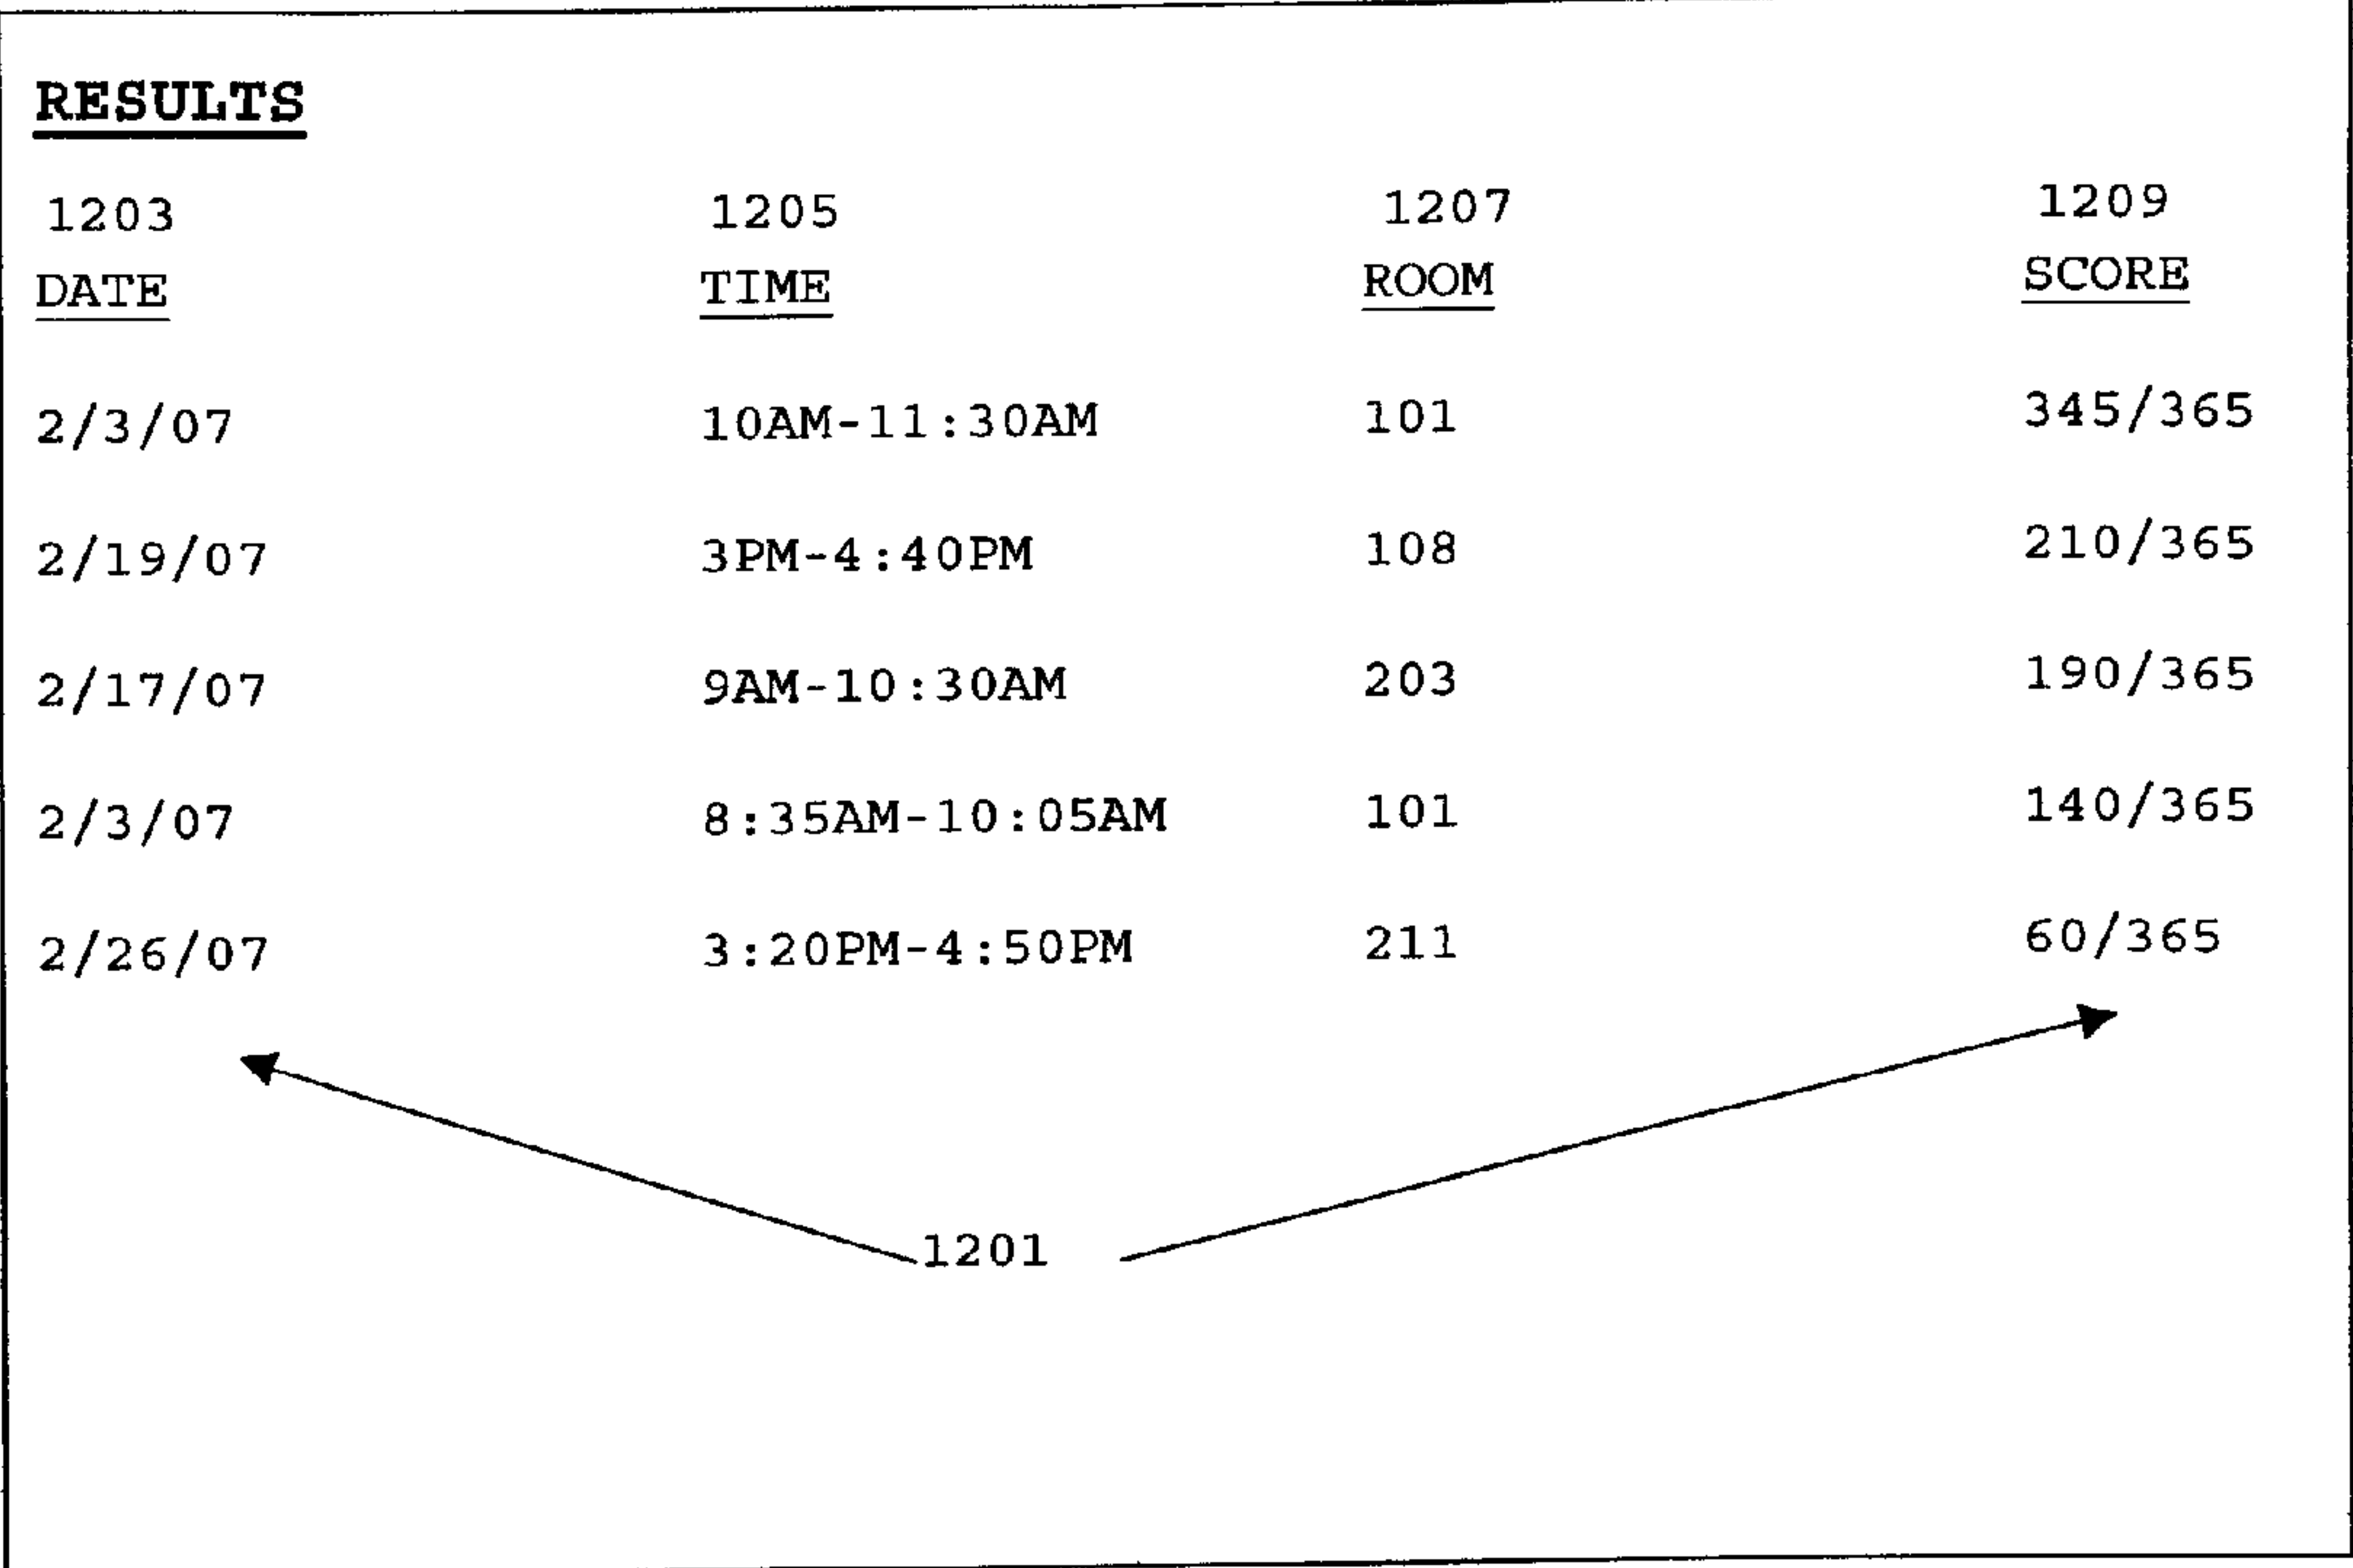 RESULTS
1203 1205 1207 1209
DATE TIME ROOM SCORE
2/3/07 10AM-11:30AM 101 345/365
2/19/07 3PM-4:40PM 108 210/365
2/17/07 9AM-10:30AM 203 190/365
2/3/07 8:35AM-10:05AM 101 140/365
2/26/07 3:20PM-4:50PM 211 60/365
1201